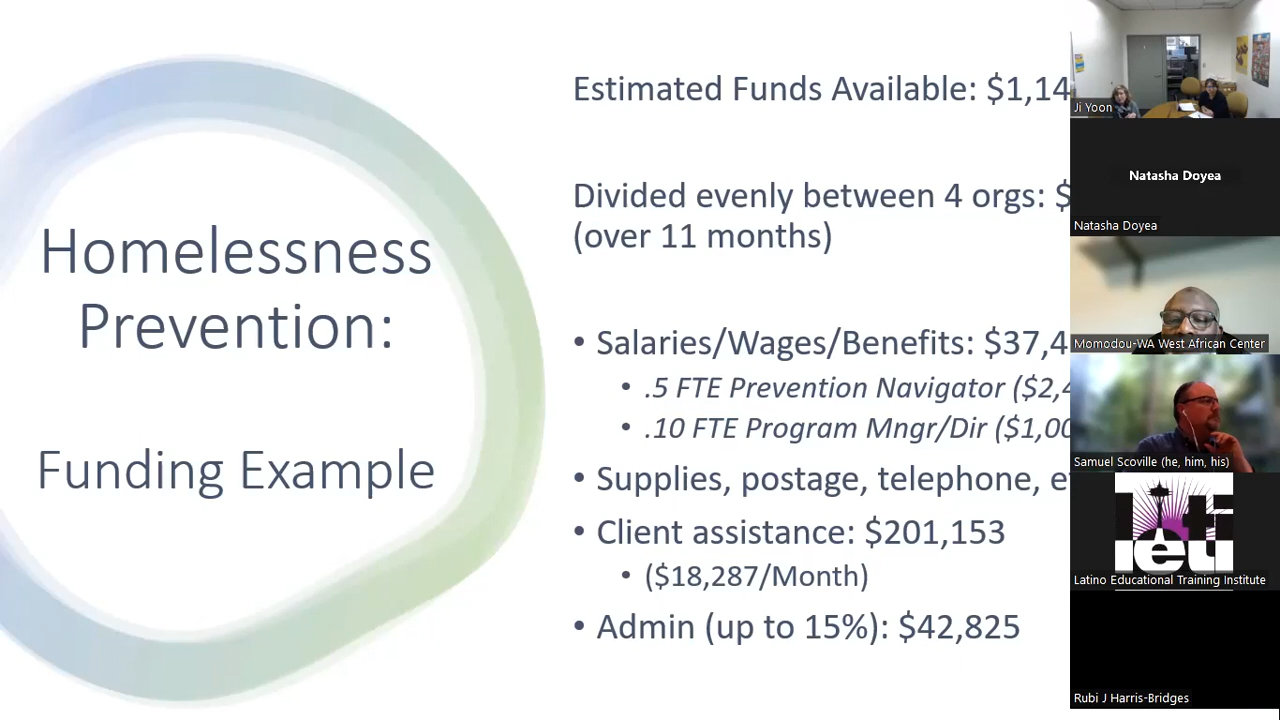 Homelessness
Prevention:
Funding Example
Estimated Funds Available: $1,14
Divided evenly between 4 orgs: $
(over 11 months)
• Salaries/Wages/Benefits: $37,4
• .5 FTE Prevention Navigator ($2,4
• .10 FTE Program Mngr/Dir ($1,00
• Supplies, postage, telephone, e
• Client assistance: $201,153
• ($18,287/Month)
• Admin (up to 15%): $42,825
Ji Yoon
Natasha Doyea
Natasha Doyea
Momodou-WA West African Center
Samuel Scoville (he, him, his)
leti
Latino Educational Training Institute
Rubi J Harris-Bridges